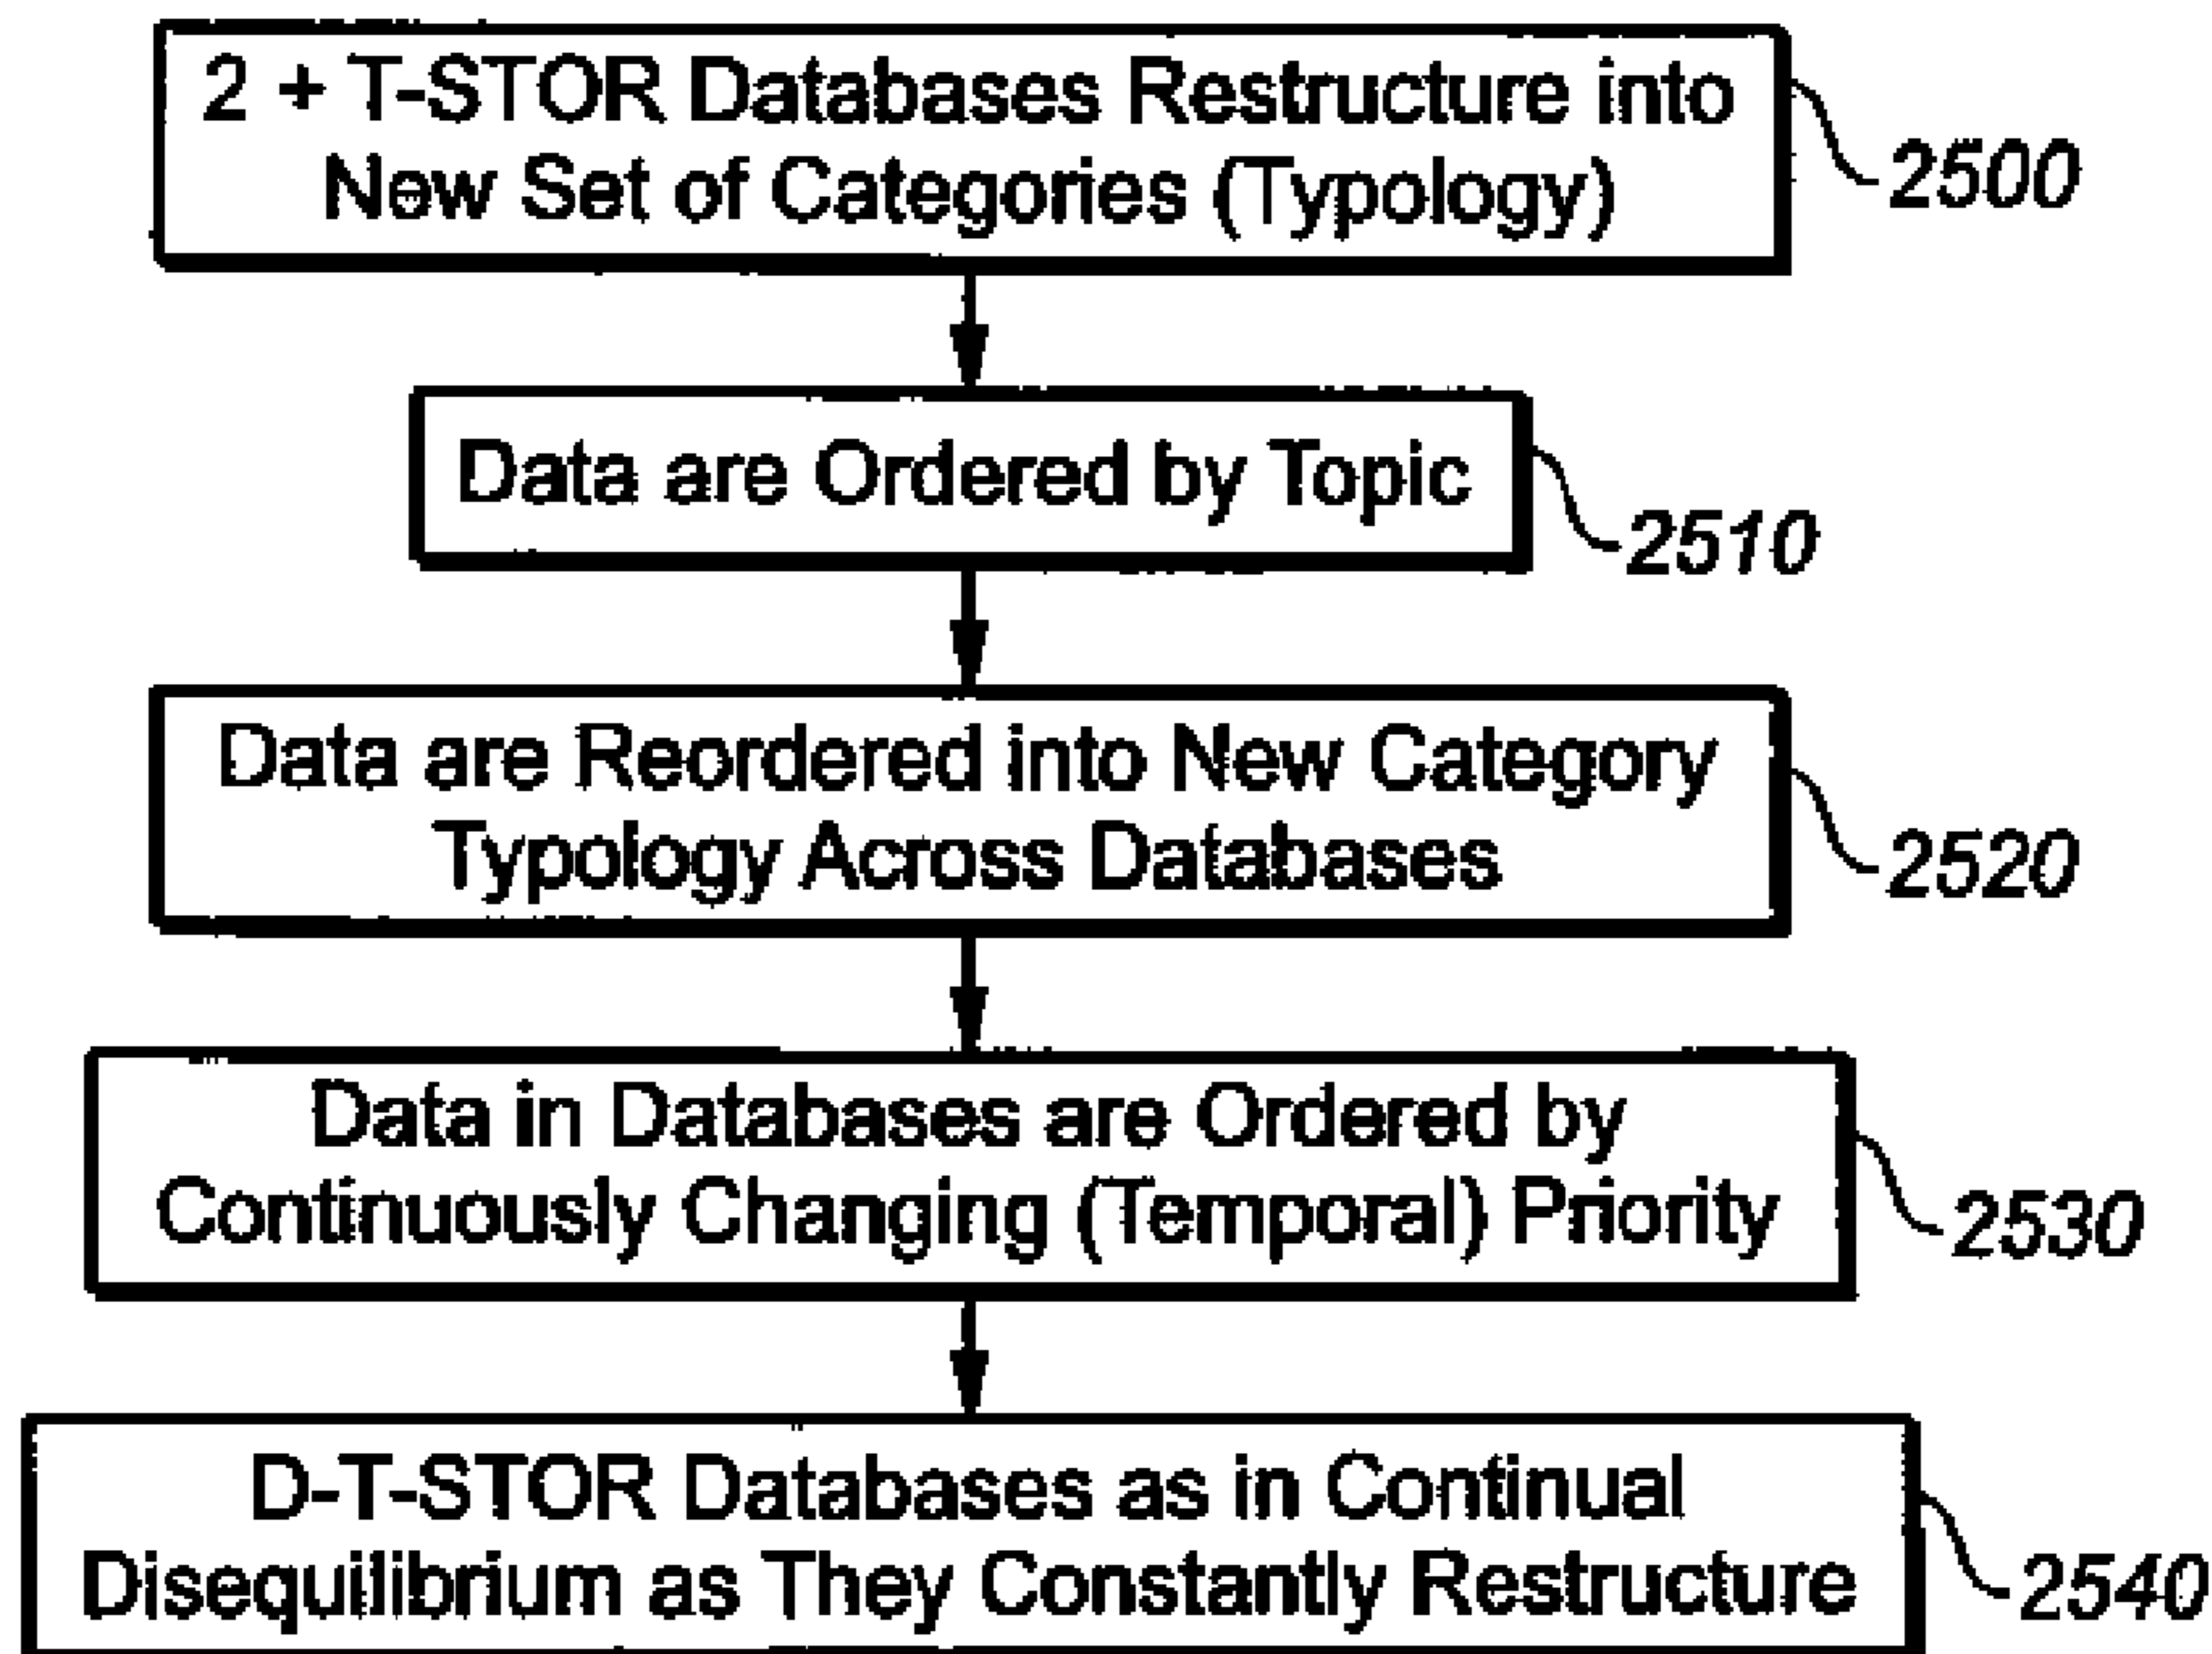 2 + T-STOR Databases Restructure into
New Set of Categories (Typology)
2500
Data are Ordered by Topic
2510
Data are Reordered into New Category
Typology Across Databases
2520
Data in Databases are Ordered by
Continuously Changing (Temporal) Priority
2530
D-T-STOR Databases as in Continual
Disequilibrium as They Constantly Restructure
2540